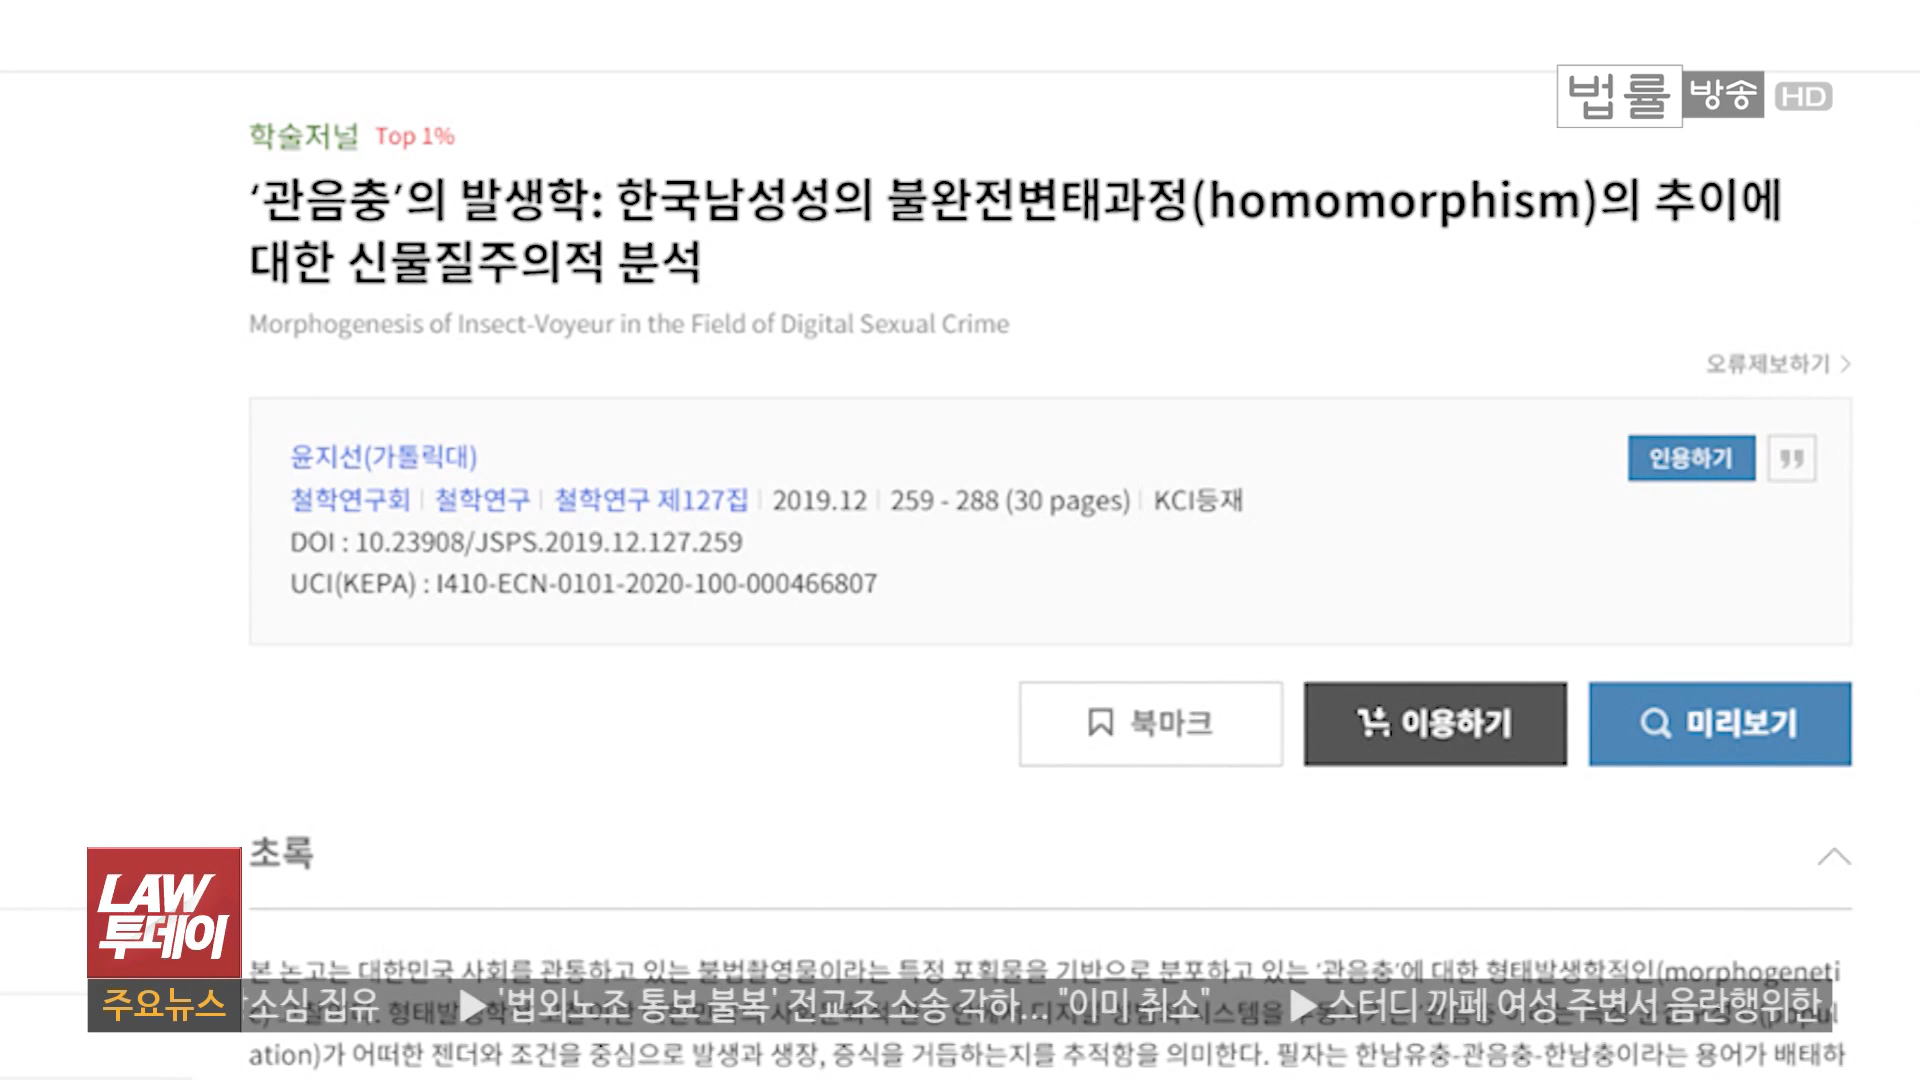 법률방송 HD
학술저널 Top 1%
‘관음충’의 발생학: 한국남성성의 불완전변태과정(homomorphism)의 추이에
대한 신물질주의적 분석
Morphogenesis of Insect-Voyeur in the Field of Digital Sexual Crime
오류제보하기 >
윤지선(가톨릭대)
인용하기
철학연구회 | 철학연구 | 철학연구 제127집 | 2019.12 | 259 - 288 (30 pages) | KCI등재
DOI : 10.23908/JSPS.2019.12.127.259
UCI(KEPA) : I410-ECN-0101-2020-100-000466807
북마크 이용하기 미리보기
초록
LAW
투데이
본 논고는 대한민국 사회를 관통하고 있는 불법촬영물이라는 특정 포획물을 기반으로 분포하고 있는 ‘관음충’에 대한 형태발생학적인(morphogeneti
주요뉴스 소심 집유 ▶'법외노조 통보 불복' 전교조 소송 각하... "이미 취소" ▶스터디 까페 여성 주변서 음란행위한
ation)가 어떠한 젠더와 조건을 중심으로 발생과 생장, 증식을 거듭하는지를 추적함을 의미한다. 필자는 한남유충-관음충-한남충이라는 용어가 배태하